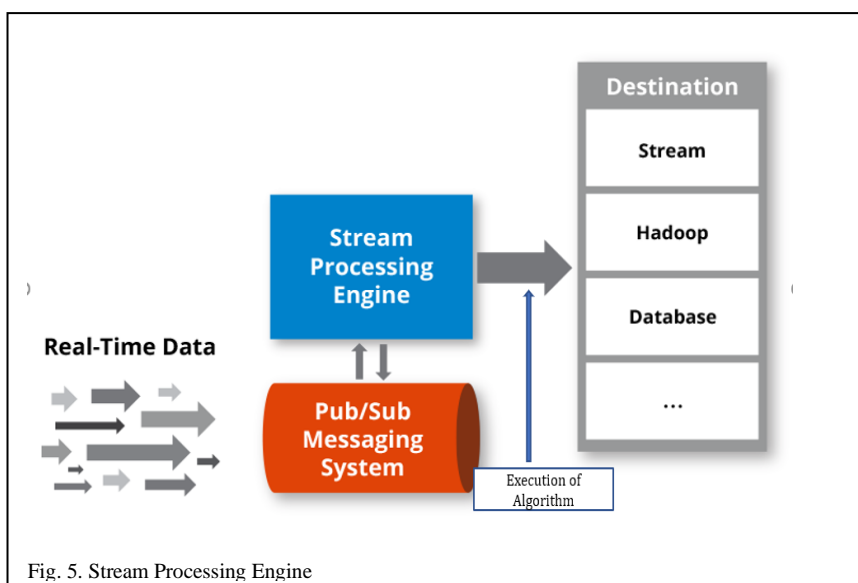 Destination
Stream
Hadoop
Database
...
Stream
Processing
Engine
Real-Time Data
Pub/Sub
Messaging
System
Execution of
Algorithm
Fig. 5. Stream Processing Engine